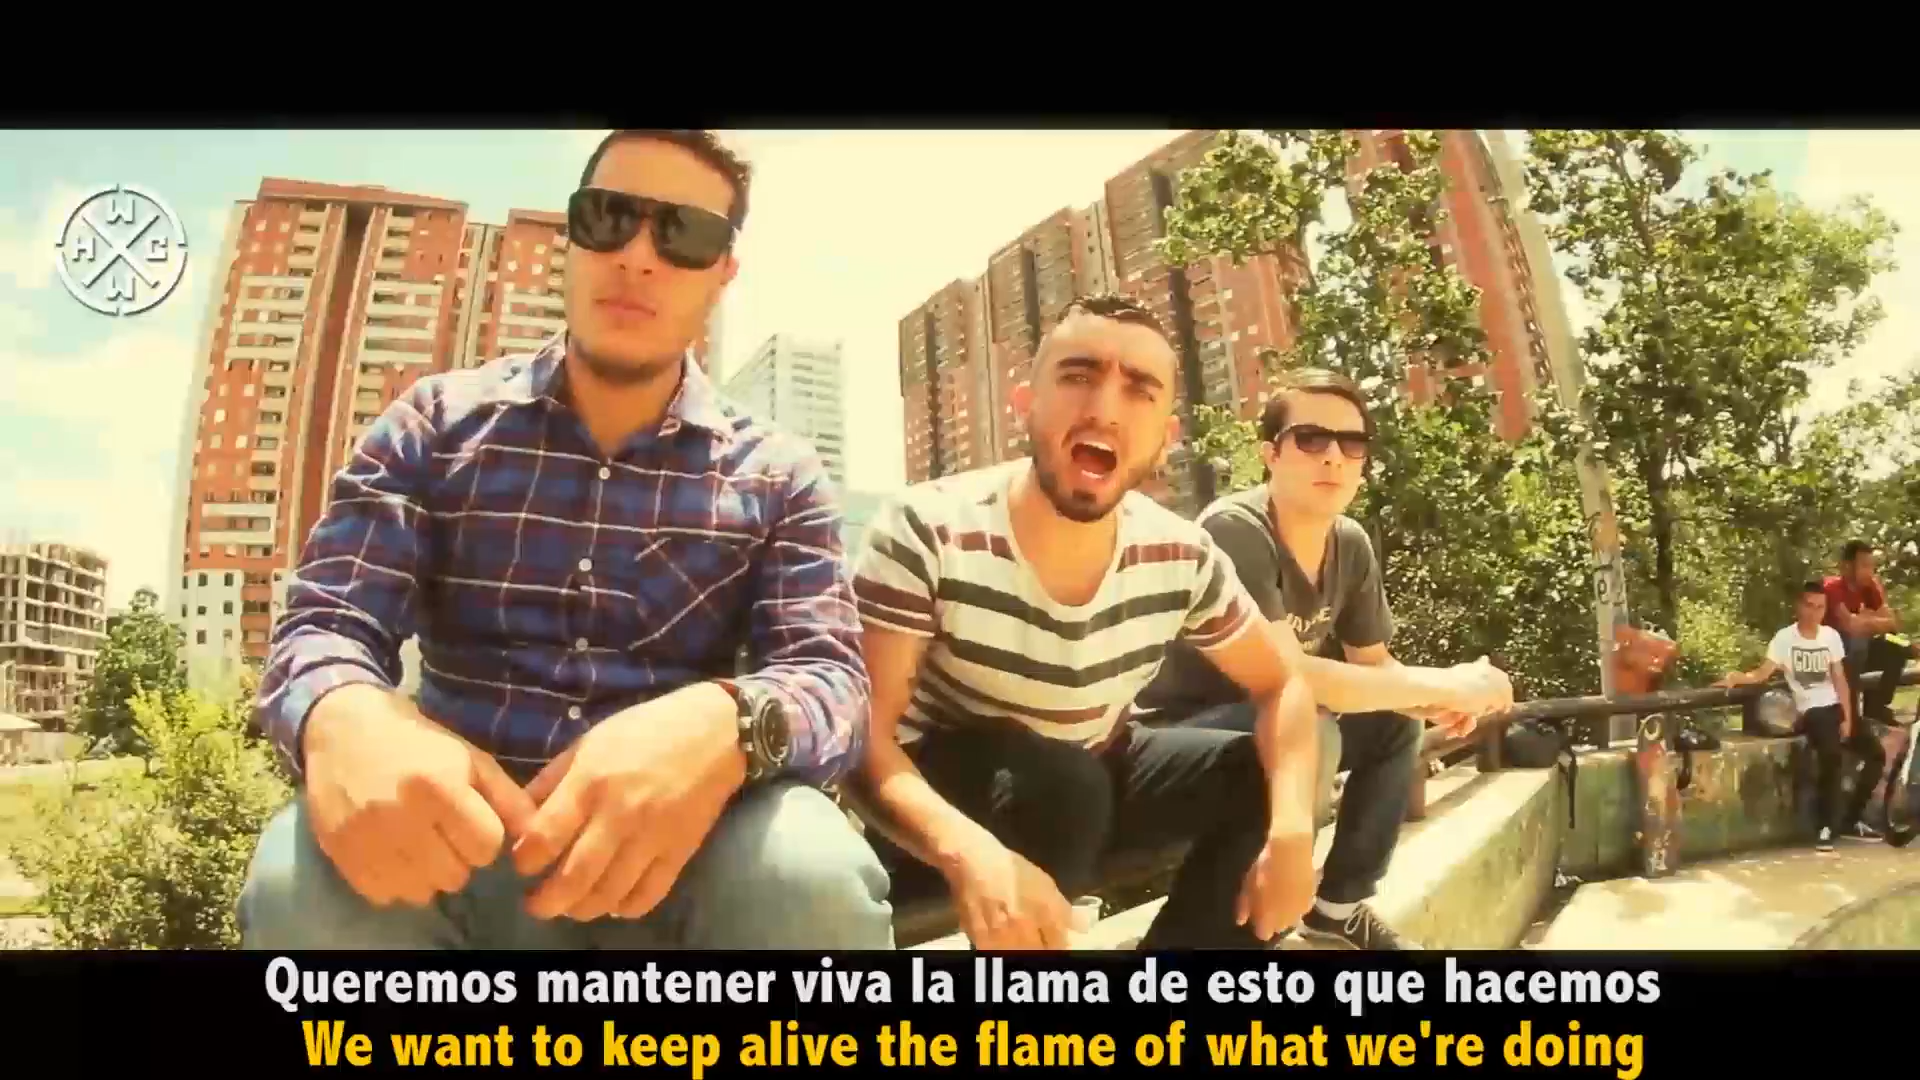 W
H G
M
GOOD
Queremos mantener viva la llama de esto que hacemos
We want to keep alive the flame of what we're doing